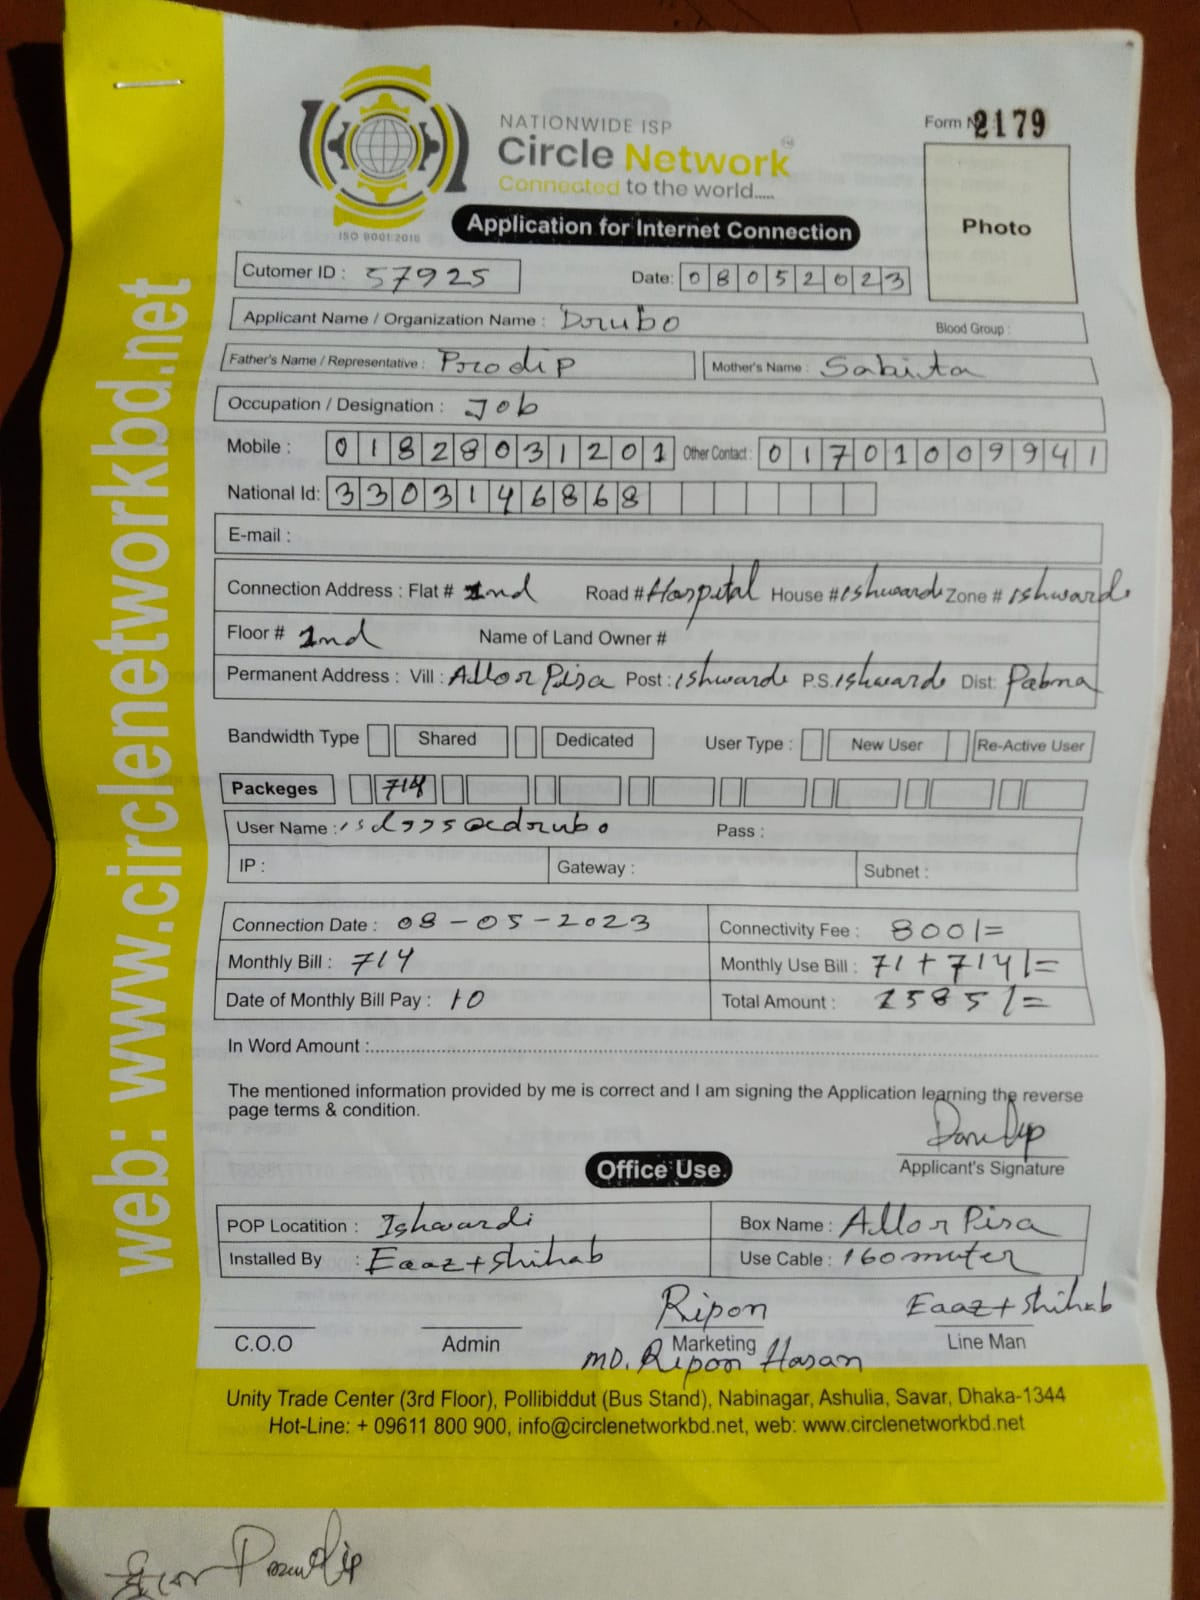 NATIONWIDE ISP
Circle Network
Connected to the world.....
ISO 9001:2015
Form № 2179
Photo
Application for Internet Connection
Cutomer ID : 57925 Date: 08052023
Applicant Name / Organization Name : Drubo Blood Group :
Father's Name / Representative : Prodip Mother's Name : Sabita
Occupation / Designation : Job
Mobile : 01828031201 Other Contact : 01701009941
National Id: 3303146868
E-mail :
Connection Address : Flat # 2nd Road # Hospital House # ishwardi Zone # ishwardi
Floor # 2nd Name of Land Owner #
Permanent Address : Vill : Allor Pira Post : ishwardi P.S. ishwardi Dist: Pabna
Bandwidth Type Shared Dedicated User Type : New User Re-Active User
Packeges 714
User Name : Pass :
IP : Gateway : Subnet :
Connection Date : 08-05-2023 Connectivity Fee : 800/=
Monthly Bill : 714 Monthly Use Bill : 71 + 714/=
Date of Monthly Bill Pay : 10 Total Amount : 1585/=
In Word Amount :
The mentioned information provided by me is correct and I am signing the Application learning the reverse
page terms & condition.
Applicant's Signature
Office Use.
POP Locatition : Ishwardi Box Name : Allor Pira
Installed By : Eaaz + Shihab Use Cable : 160 muter
Ripon Eaaz + Shihab
C.O.O Admin Marketing Line Man
MD. Ripon Hasan
Unity Trade Center (3rd Floor), Pollibiddut (Bus Stand), Nabinagar, Ashulia, Savar, Dhaka-1344
Hot-Line: + 09611 800 900, info@circlenetworkbd.net, web: www.circlenetworkbd.net
web: www.circlenetworkbd.net